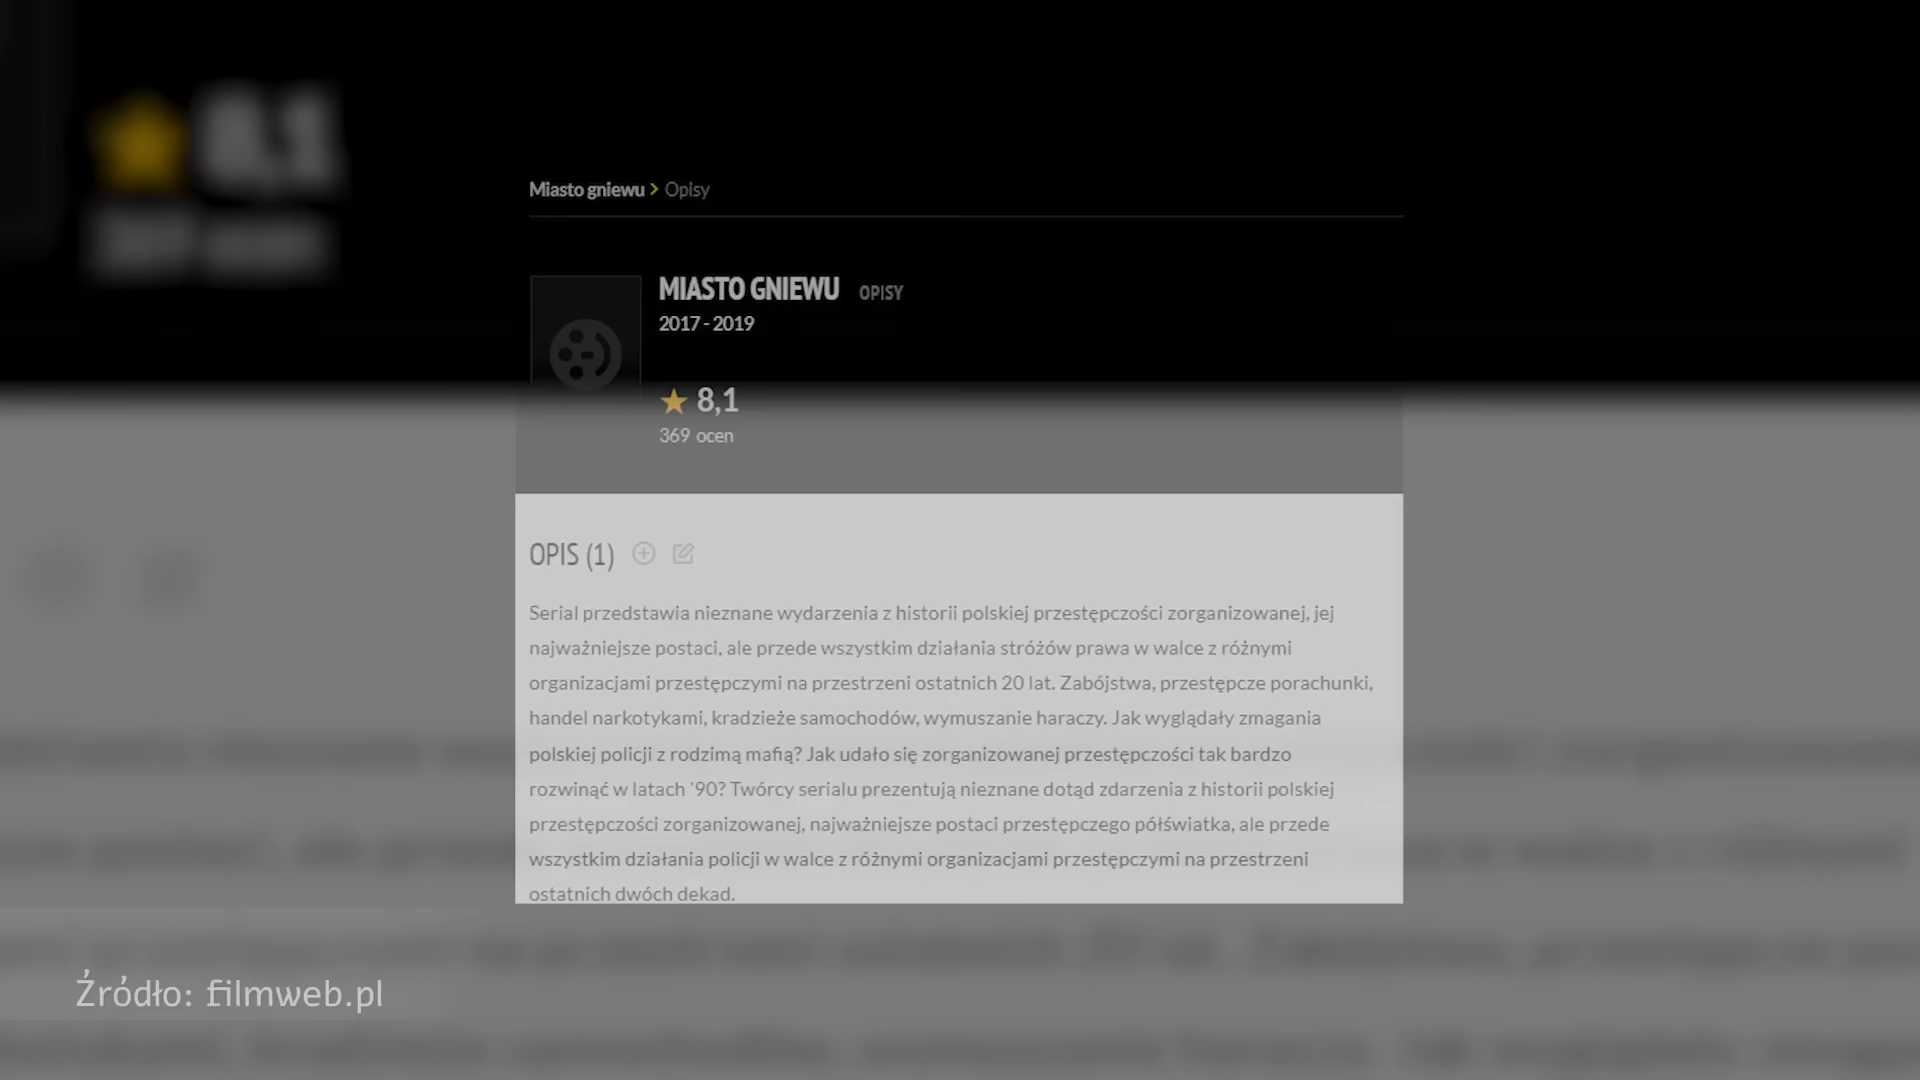 8,1
Miasto gniewu > Opisy
MIASTO GNIEWU OPISY
2017 - 2019
8,1
369 ocen
OPIS (1)
Serial przedstawia nieznane wydarzenia z historii polskiej przestępczości zorganizowanej, jej
najważniejsze postaci, ale przede wszystkim działania stróżów prawa w walce z różnymi
organizacjami przestępczymi na przestrzeni ostatnich 20 lat. Zabójstwa, przestępcze porachunki,
handel narkotykami, kradzieże samochodów, wymuszanie haraczy. Jak wyglądały zmagania
polskiej policji z rodzimą mafią? Jak udało się zorganizowanej przestępczości tak bardzo
rozwinąć w latach '90? Twórcy serialu prezentują nieznane dotąd zdarzenia z historii polskiej
przestępczości zorganizowanej, najważniejsze postaci przestępczego półświatka, ale przede
wszystkim działania policji w walce z różnymi organizacjami przestępczymi na przestrzeni
ostatnich dwóch dekad.
Źródło: filmweb.pl